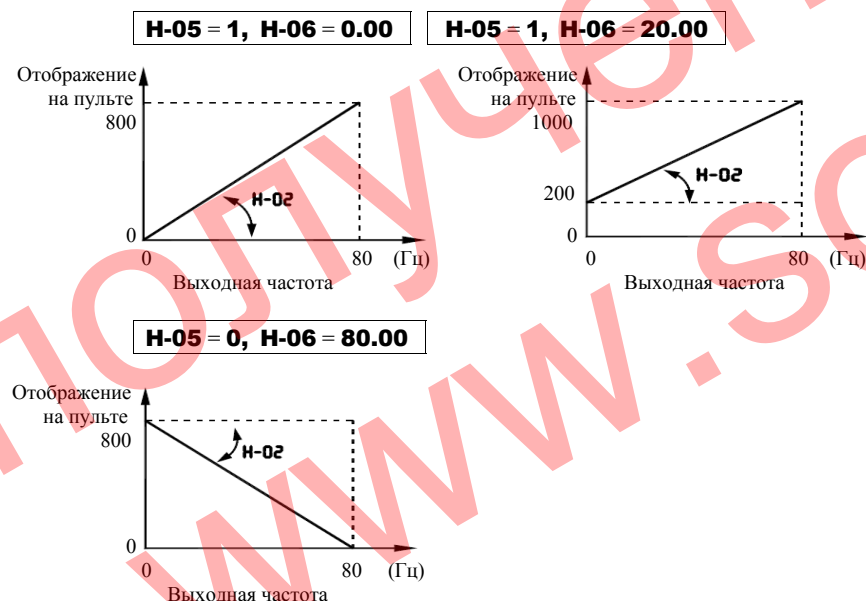 H-05 = 1, H-06 = 0.00
Отображение
на пульте
800
H-02
0
0
80
(Гц)
Выходная частота
H-05 = 1, H-06 = 20.00
Отображение
на пульте
1000
H-02
200
0
0
80
(Гц)
Выходная частота
H-05 = 0, H-06 = 80.00
Отображение
на пульте
800
H-02
0
0
80
(Гц)
Выходная частота